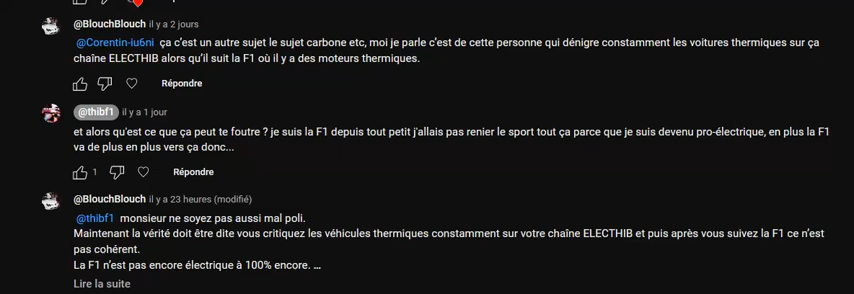 @BlouchBlouch il y a 2 jours
@Corentin-iu6ni ça c'est un autre sujet le sujet carbone etc, moi je parle c'est de cette personne qui dénigre constamment les voitures thermiques sur ça
chaîne ELECTHIB alors qu'il suit la F1 où il y a des moteurs thermiques.
Répondre
@thibf1 il y a 1 jour
et alors qu'est ce que ça peut te foutre ? je suis la F1 depuis tout petit j'allais pas renier le sport tout ça parce que je suis devenu pro-électrique, en plus la F1
va de plus en plus vers ça donc...
1 Répondre
@BlouchBlouch il y a 23 heures (modifié)
@thibf1 monsieur ne soyez pas aussi mal poli.
Maintenant la vérité doit être dite vous critiquez les véhicules thermiques constamment sur votre chaîne ELECTHIB et puis après vous suivez la F1 ce n'est
pas cohérent.
La F1 n'est pas encore électrique à 100% encore. ...
Lire la suite